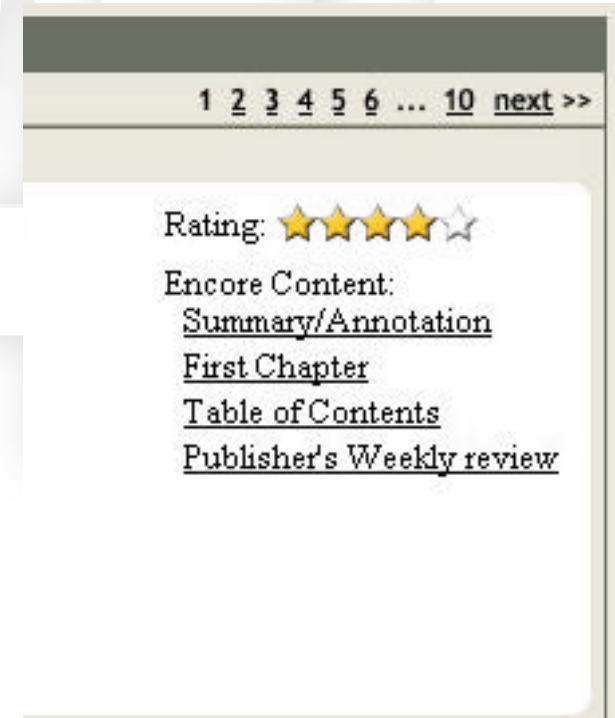 1 2 3 4 5 6 ... 10 next >>
Rating:
Encore Content:
Summary/Annotation
First Chapter
Table of Contents
Publisher's Weekly review